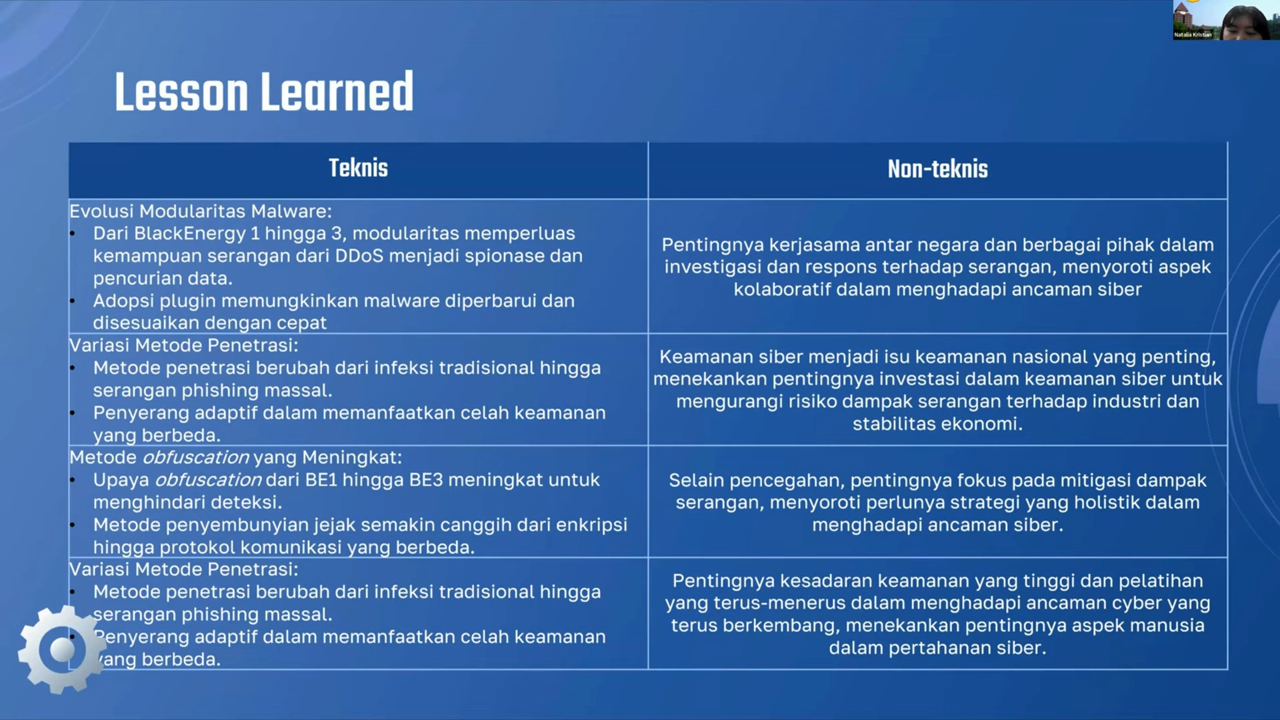 Natalia Kristian
Lesson Learned
Teknis
Non-teknis
Evolusi Modularitas Malware:
• Dari BlackEnergy 1 hingga 3, modularitas memperluas
kemampuan serangan dari DDoS menjadi spionase dan
pencurian data.
• Adopsi plugin memungkinkan malware diperbarui dan
disesuaikan dengan cepat
Pentingnya kerjasama antar negara dan berbagai pihak dalam
investigasi dan respons terhadap serangan, menyoroti aspek
kolaboratif dalam menghadapi ancaman siber
Variasi Metode Penetrasi:
• Metode penetrasi berubah dari infeksi tradisional hingga
serangan phishing massal.
• Penyerang adaptif dalam memanfaatkan celah keamanan
yang berbeda.
Keamanan siber menjadi isu keamanan nasional yang penting,
menekankan pentingnya investasi dalam keamanan siber untuk
mengurangi risiko dampak serangan terhadap industri dan
stabilitas ekonomi.
Metode obfuscation yang Meningkat:
• Upaya obfuscation dari BE1 hingga BE3 meningkat untuk
menghindari deteksi.
• Metode penyembunyian jejak semakin canggih dari enkripsi
hingga protokol komunikasi yang berbeda.
Selain pencegahan, pentingnya fokus pada mitigasi dampak
serangan, menyoroti perlunya strategi yang holistik dalam
menghadapi ancaman siber.
Variasi Metode Penetrasi:
• Metode penetrasi berubah dari infeksi tradisional hingga
serangan phishing massal.
• Penyerang adaptif dalam memanfaatkan celah keamanan
yang berbeda.
Pentingnya kesadaran keamanan yang tinggi dan pelatihan
yang terus-menerus dalam menghadapi ancaman cyber yang
terus berkembang, menekankan pentingnya aspek manusia
dalam pertahanan siber.